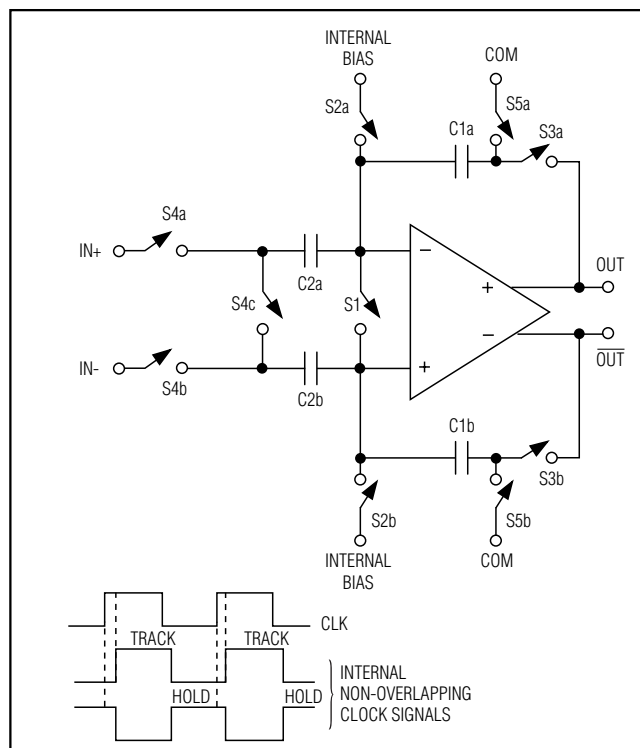 INTERNAL
BIAS
COM
S2a
S5a
C1a
S3a
S4a
IN+
−
C2a
+
OUT
S4c
S1
−
OUT
IN-
+
S4b
C2b
C1b
S3b
S2b
S5b
INTERNAL
BIAS
COM
CLK
TRACK
TRACK
HOLD
HOLD
INTERNAL
NON-OVERLAPPING
CLOCK SIGNALS